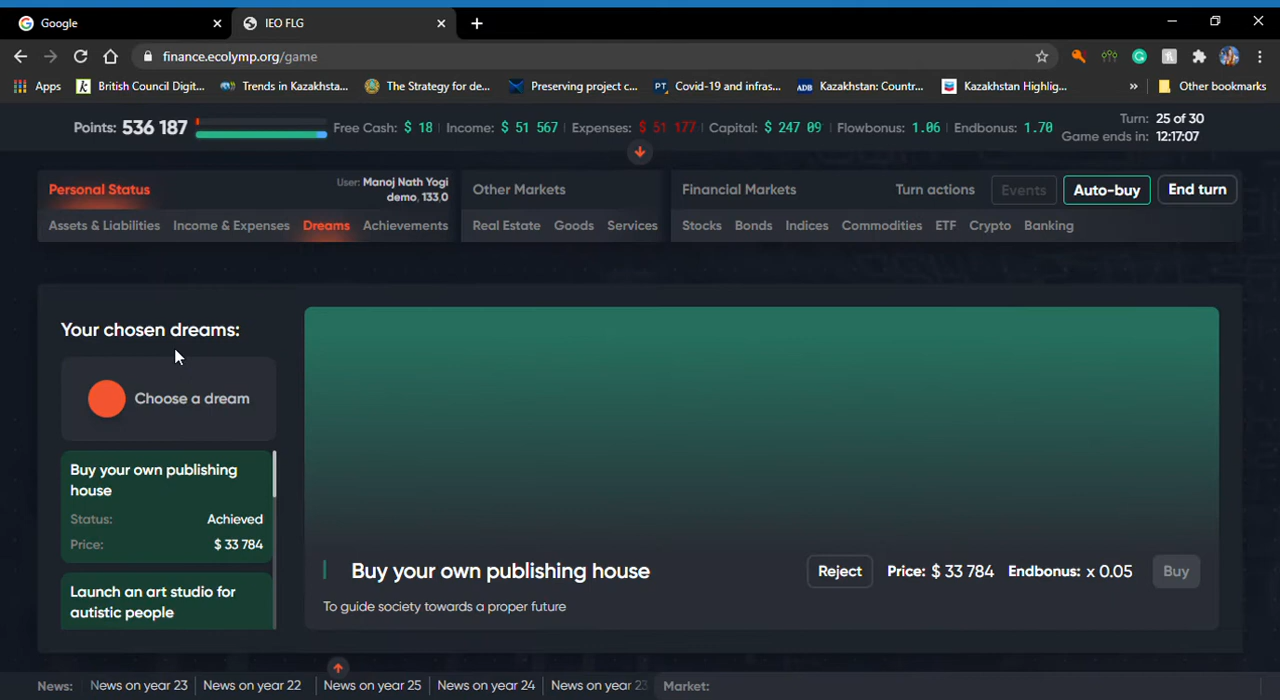 Google
IEO FLG
finance.ecolymp.org/game
Apps
British Council Digit...
Trends in Kazakhsta...
The Strategy for de...
Preserving project c...
PT
Covid-19 and infras...
ADB
Kazakhstan: Countr...
Kazakhstan Highlig...
»
Other bookmarks
Points: 536 187
Free Cash: $ 18
Income: $ 51 567
Expenses: $ 51 177
Capital: $ 247 09
Flowbonus: 1.06
Endbonus: 1.70
Turn: 25 of 30
Game ends in: 12:17:07
Personal Status
User: Manoj Nath Yogi
demo, 133,0
Other Markets
Financial Markets
Turn actions
Events
Auto-buy
End turn
Assets & Liabilities
Income & Expenses
Dreams
Achievements
Real Estate
Goods
Services
Stocks
Bonds
Indices
Commodities
ETF
Crypto
Banking
Your chosen dreams:
Choose a dream
Buy your own publishing
house
Status: Achieved
Price: $ 33 784
Launch an art studio for
autistic people
Buy your own publishing house
Reject
Price: $ 33 784
Endbonus: x 0.05
Buy
To guide society towards a proper future
News:
News on year 23
News on year 22
News on year 25
News on year 24
News on year 23
Market: